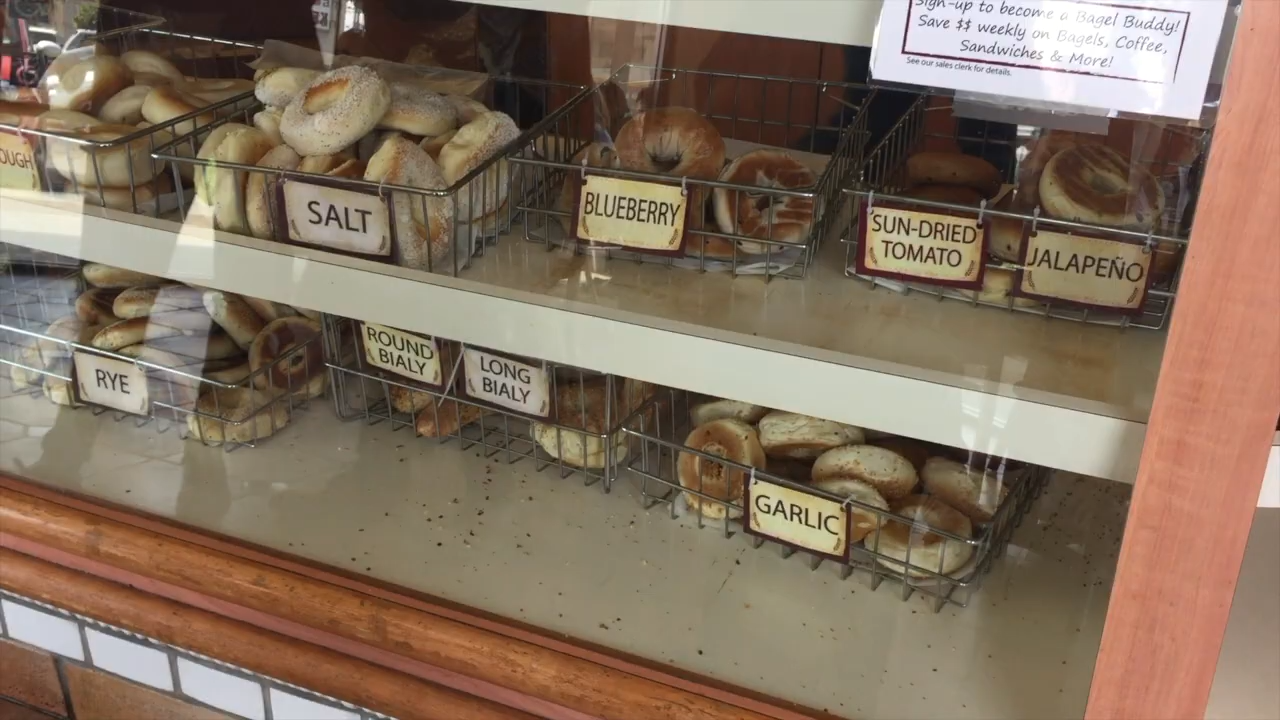 Sign-up to become a Bagel Buddy!
Save $$ weekly on Bagels, Coffee,
Sandwiches & More!
See our sales clerk for details.
OUGH
SALT
BLUEBERRY
SUN-DRIED
TOMATO
JALAPEÑO
RYE
ROUND
BIALY
LONG
BIALY
GARLIC